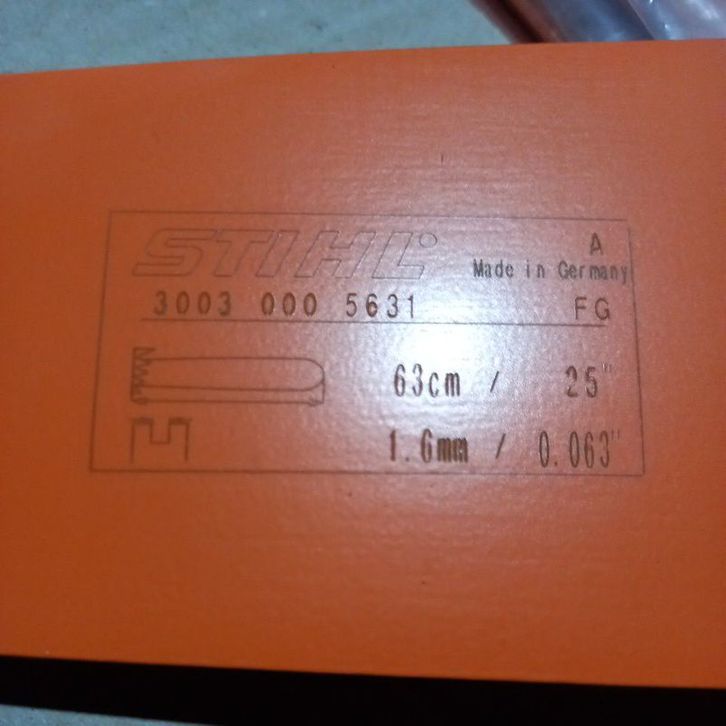 STIHL® A
Made in Germany
3003 000 5631 FG
63cm / 25"
1.6mm / 0.063"